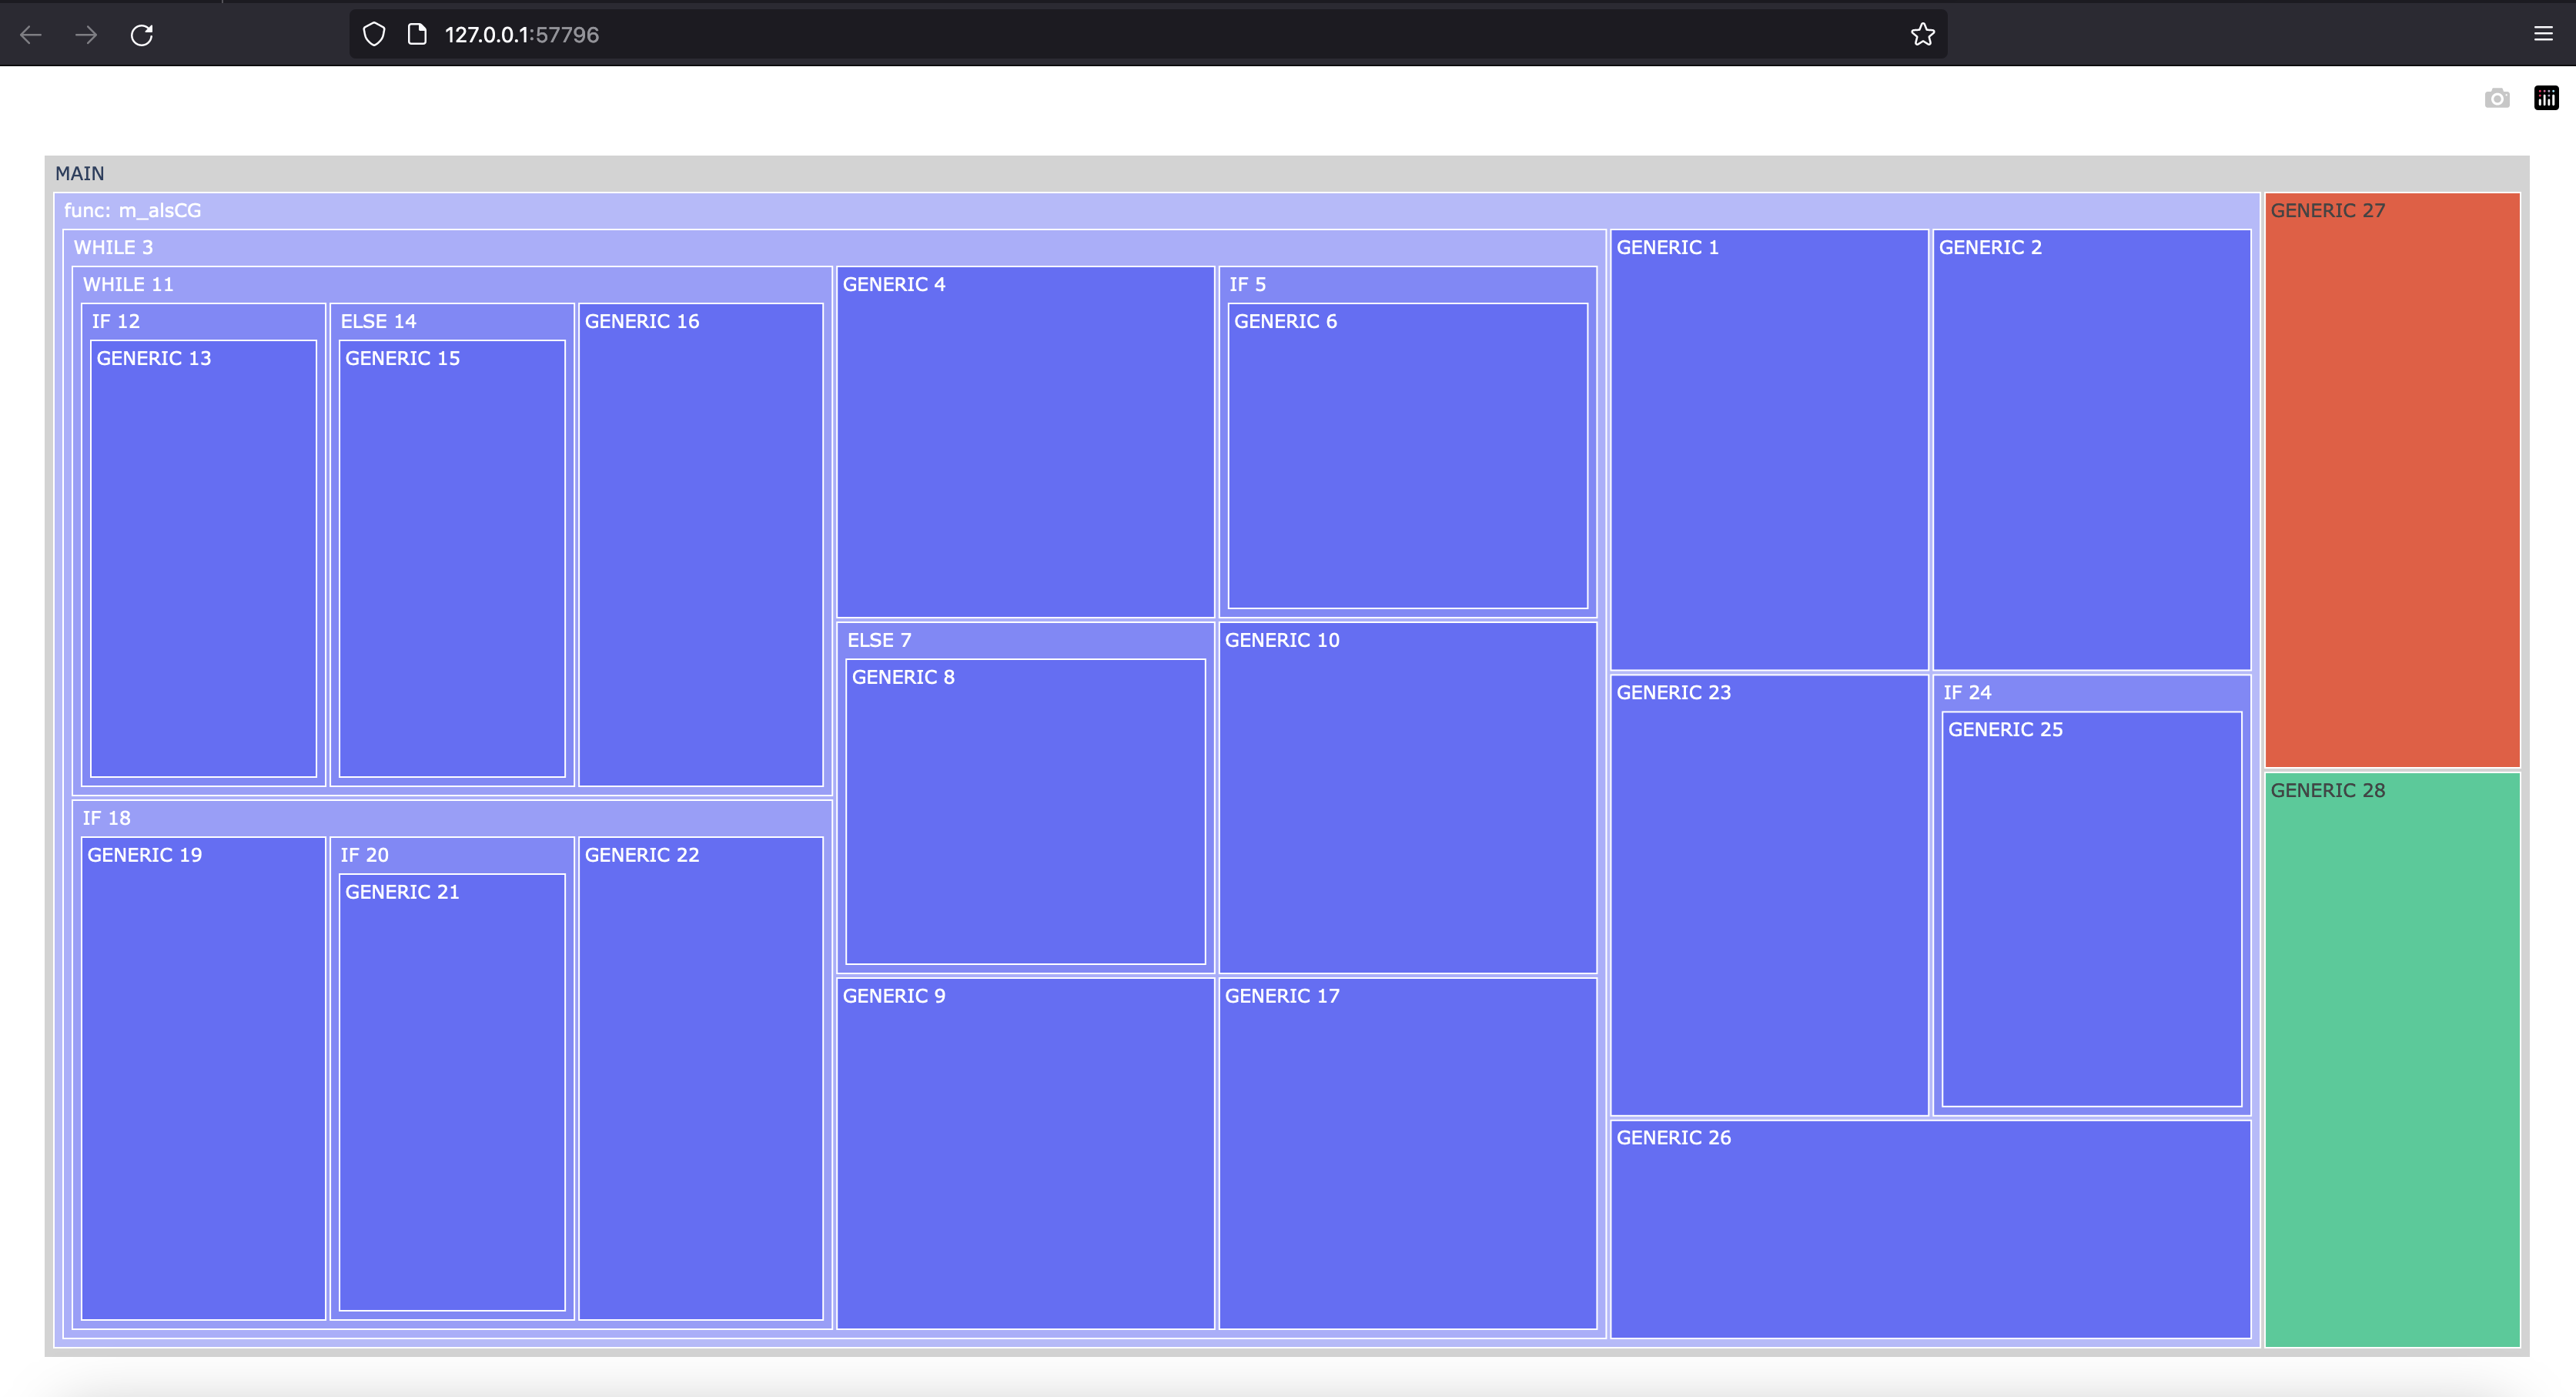 127.0.0.1:57796
MAIN
func: m_alsCG
GENERIC 27
WHILE 3
GENERIC 1
GENERIC 2
WHILE 11
GENERIC 4
IF 5
IF 12
ELSE 14
GENERIC 16
GENERIC 6
GENERIC 13
GENERIC 15
ELSE 7
GENERIC 10
GENERIC 8
GENERIC 23
IF 24
GENERIC 25
GENERIC 28
IF 18
GENERIC 19
IF 20
GENERIC 22
GENERIC 21
GENERIC 9
GENERIC 17
GENERIC 26